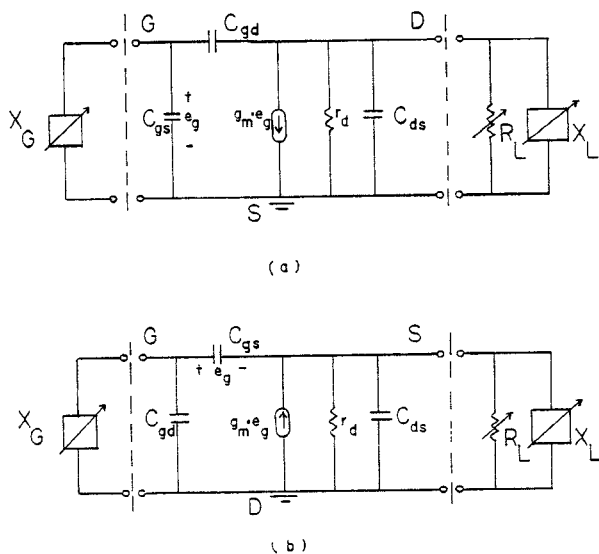 G
C_gd
D
X_G
C_gs
+
e_g
-
g_m·e_g
r_d
C_ds
R_L
X_L
S
(a)
G
C_gs
S
+ e_g -
X_G
C_gd
g_m·e_g
r_d
C_ds
R_L
X_L
D
(b)